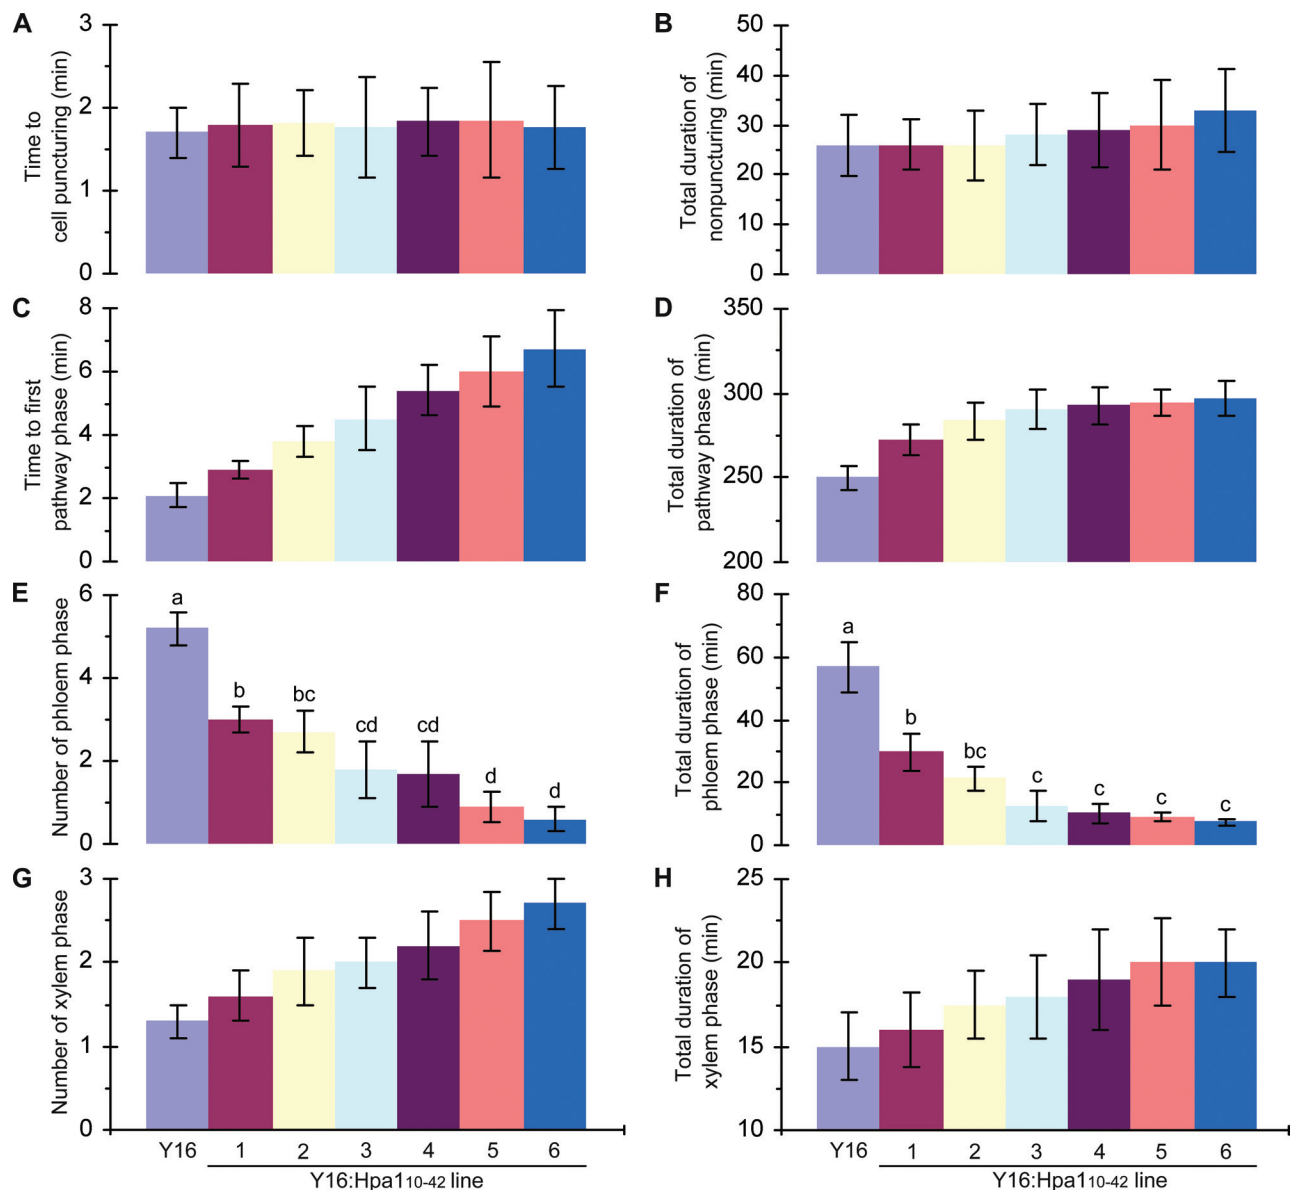 A
Time to
cell puncturing (min)
3
2
1
0
B
Total duration of
nonpuncturing (min)
50
40
30
20
10
0
C
Time to first
pathway phase (min)
8
6
4
2
0
D
Total duration of
pathway phase (min)
350
300
250
200
E
Number of phloem phase
6
4
2
0
a
b
bc
cd
cd
d
d
F
Total duration of
phloem phase (min)
80
60
40
20
0
a
b
bc
c
c
c
c
G
Number of xylem phase
3
2
1
0
Y16 1 2 3 4 5 6
Y16:Hpa110-42 line
H
Total duration of
xylem phase (min)
25
20
15
10
Y16 1 2 3 4 5 6
Y16:Hpa110-42 line